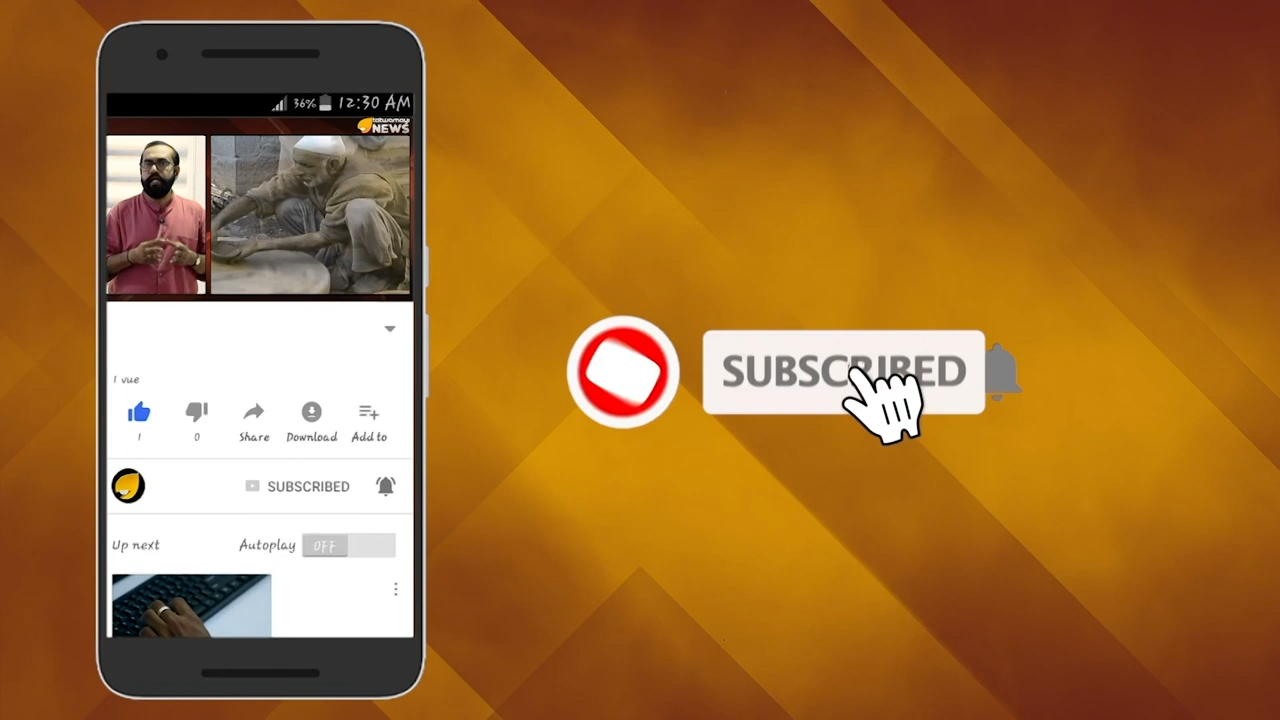 36% 12:30 AM
tatwamayi
NEWS
1 vue
1
0
Share
Download
Add to
SUBSCRIBED
Up next
Autoplay
OFF
SUBSCRIBED